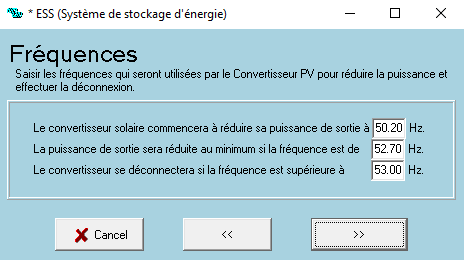 * ESS (Système de stockage d'énergie)
Fréquences
Saisir les fréquences qui seront utilisées par le Convertisseur PV pour réduire la puissance et
effectuer la déconnexion.
Le convertisseur solaire commencera à réduire sa puissance de sortie à 50.20 Hz.
La puissance de sortie sera réduite au minimum si la fréquence est de 52.70 Hz.
Le convertisseur se déconnectera si la fréquence est supérieure à 53.00 Hz.
Cancel << >>